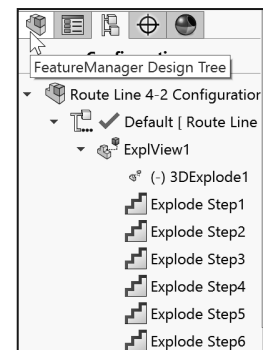 FeatureManager Design Tree
Route Line 4-2 Configuration
Default [ Route Line
ExplView1
(-) 3DExplode1
Explode Step1
Explode Step2
Explode Step3
Explode Step4
Explode Step5
Explode Step6